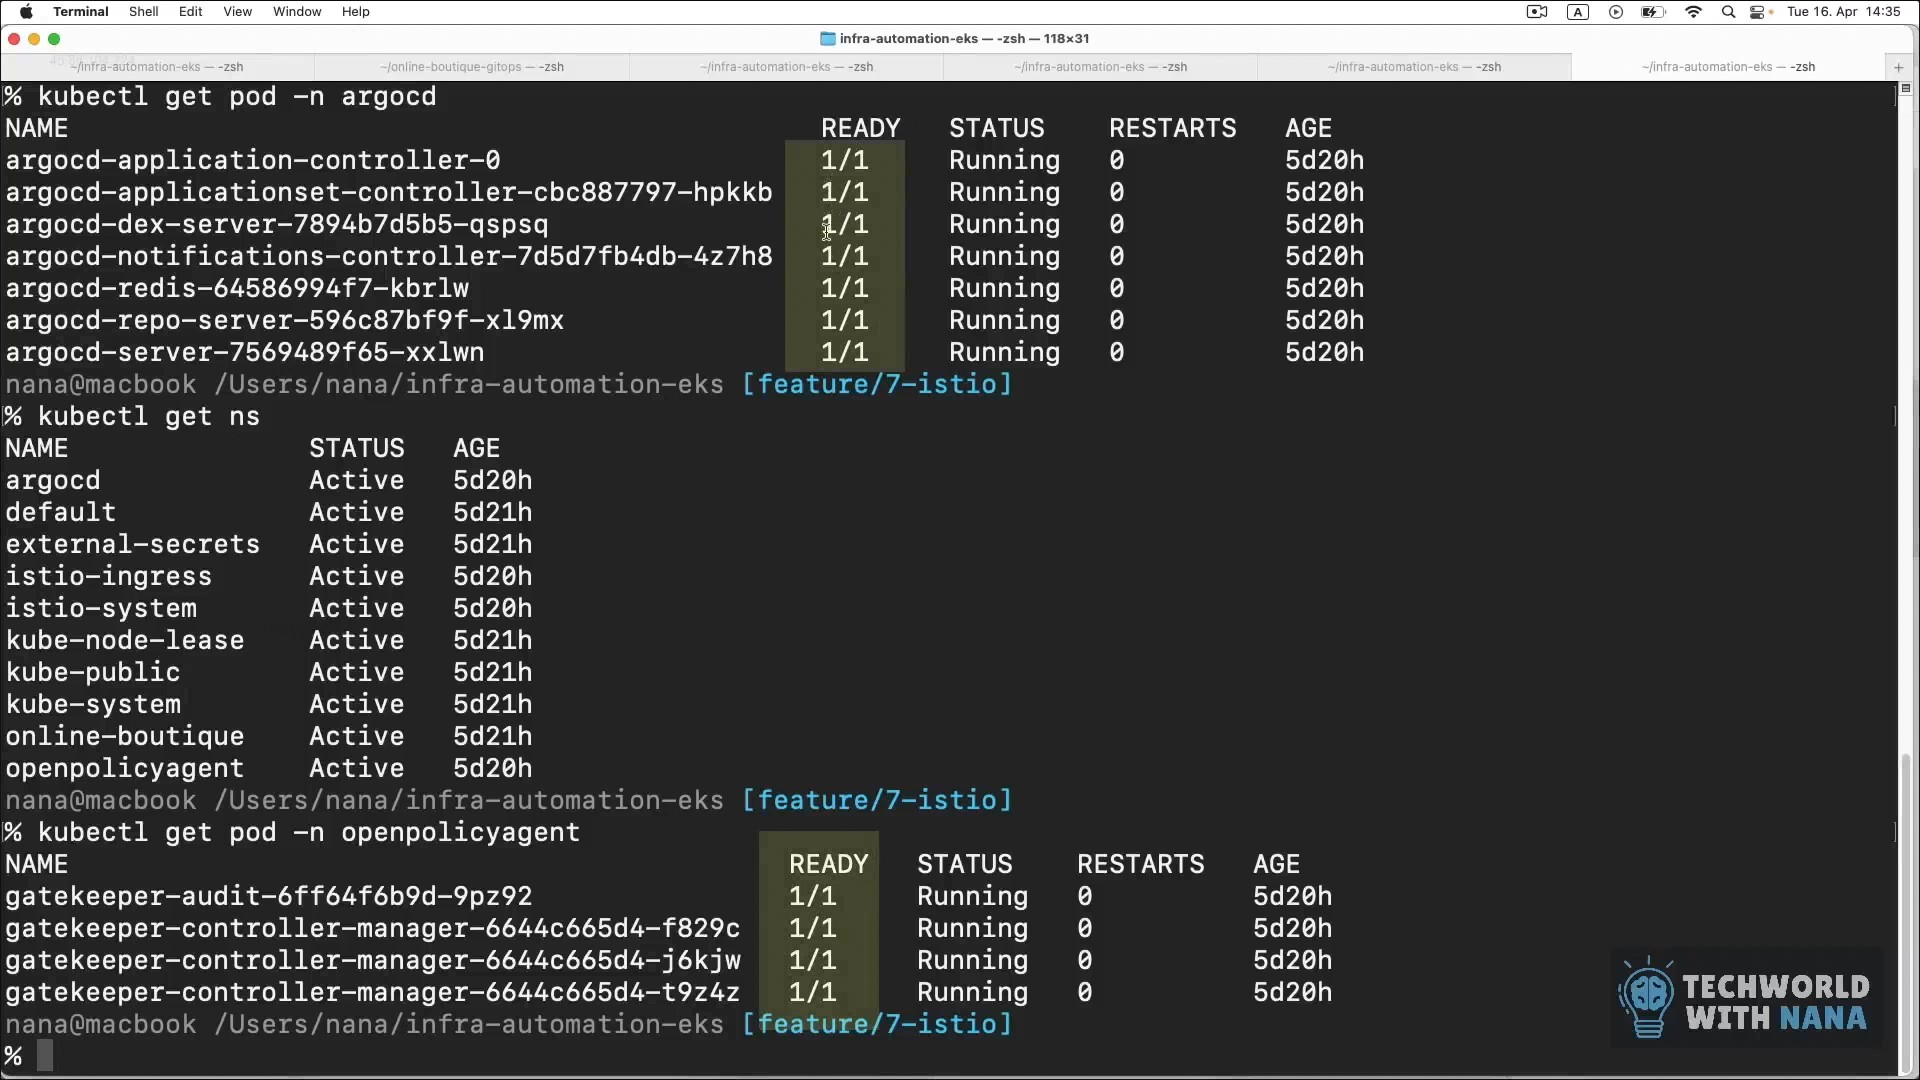 Terminal Shell Edit View Window Help A Tue 16. Apr 14:35
infra-automation-eks — -zsh — 118×31
~/infra-automation-eks — -zsh ~/online-boutique-gitops — -zsh ~/infra-automation-eks — -zsh ~/infra-automation-eks — -zsh ~/infra-automation-eks — -zsh ~/infra-automation-eks — -zsh +
% kubectl get pod -n argocd
NAME READY STATUS RESTARTS AGE
argocd-application-controller-0 1/1 Running 0 5d20h
argocd-applicationset-controller-cbc887797-hpkkb 1/1 Running 0 5d20h
argocd-dex-server-7894b7d5b5-qspsq 1/1 Running 0 5d20h
argocd-notifications-controller-7d5d7fb4db-4z7h8 1/1 Running 0 5d20h
argocd-redis-64586994f7-kbrlw 1/1 Running 0 5d20h
argocd-repo-server-596c87bf9f-xl9mx 1/1 Running 0 5d20h
argocd-server-7569489f65-xxlwn 1/1 Running 0 5d20h
nana@macbook /Users/nana/infra-automation-eks [feature/7-istio]
% kubectl get ns
NAME STATUS AGE
argocd Active 5d20h
default Active 5d21h
external-secrets Active 5d21h
istio-ingress Active 5d20h
istio-system Active 5d20h
kube-node-lease Active 5d21h
kube-public Active 5d21h
kube-system Active 5d21h
online-boutique Active 5d21h
openpolicyagent Active 5d20h
nana@macbook /Users/nana/infra-automation-eks [feature/7-istio]
% kubectl get pod -n openpolicyagent
NAME READY STATUS RESTARTS AGE
gatekeeper-audit-6ff64f6b9d-9pz92 1/1 Running 0 5d20h
gatekeeper-controller-manager-6644c665d4-f829c 1/1 Running 0 5d20h
gatekeeper-controller-manager-6644c665d4-j6kjw 1/1 Running 0 5d20h
gatekeeper-controller-manager-6644c665d4-t9z4z 1/1 Running 0 5d20h
nana@macbook /Users/nana/infra-automation-eks [feature/7-istio]
%
TECHWORLD
WITH NANA